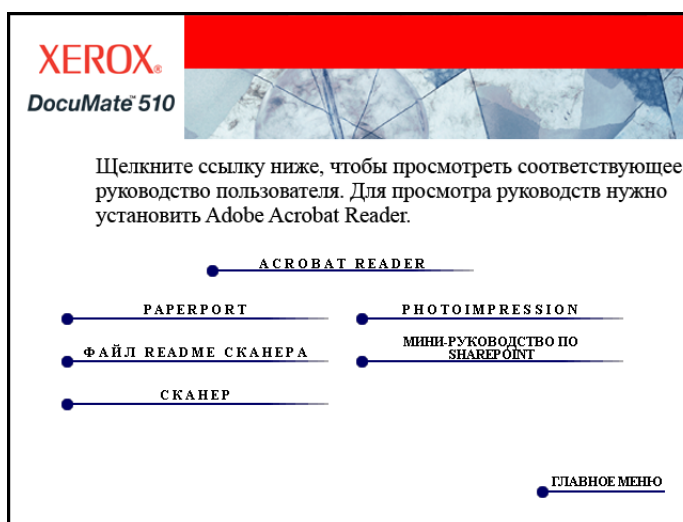 XEROX®
DocuMate™ 510
Щелкните ссылку ниже, чтобы просмотреть соответствующее
руководство пользователя. Для просмотра руководств нужно
установить Adobe Acrobat Reader.
ACROBAT READER
PAPERPORT
PHOTOIMPRESSION
ФАЙЛ README СКАНЕРА
МИНИ-РУКОВОДСТВО ПО
SHAREPOINT
СКАНЕР
ГЛАВНОЕ МЕНЮ